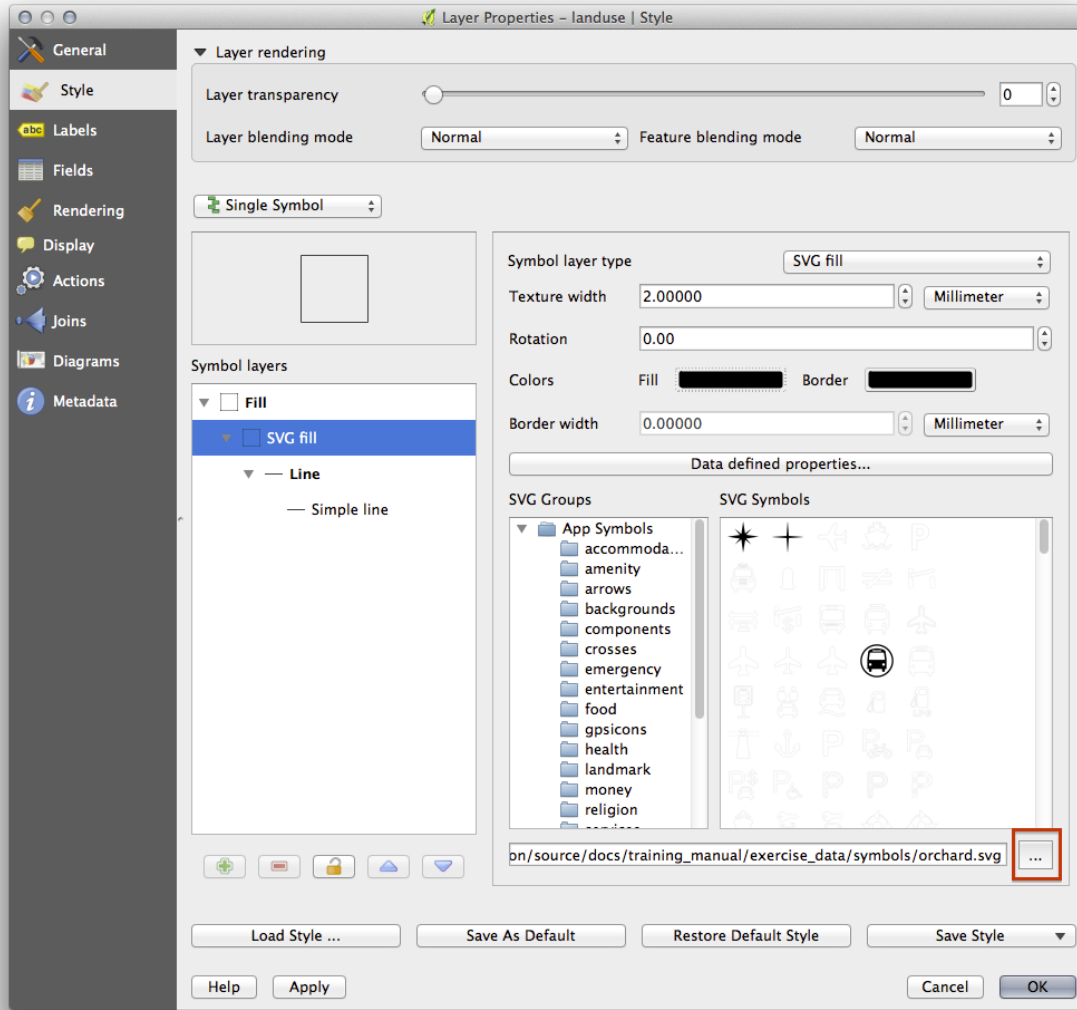 Layer Properties – landuse | Style
General
Style
abc Labels
Fields
Rendering
Display
Actions
Joins
Diagrams
Metadata
Layer rendering
Layer transparency 0
Layer blending mode Normal Feature blending mode Normal
Single Symbol
Symbol layers
Fill
SVG fill
Line
Simple line
Symbol layer type SVG fill
Texture width 2.00000 Millimeter
Rotation 0.00
Colors Fill Border
Border width 0.00000 Millimeter
Data defined properties...
SVG Groups SVG Symbols
App Symbols
accommoda...
amenity
arrows
backgrounds
components
crosses
emergency
entertainment
food
gpsicons
health
landmark
money
religion
on/source/docs/training_manual/exercise_data/symbols/orchard.svg ...
Load Style ... Save As Default Restore Default Style Save Style
Help Apply Cancel OK